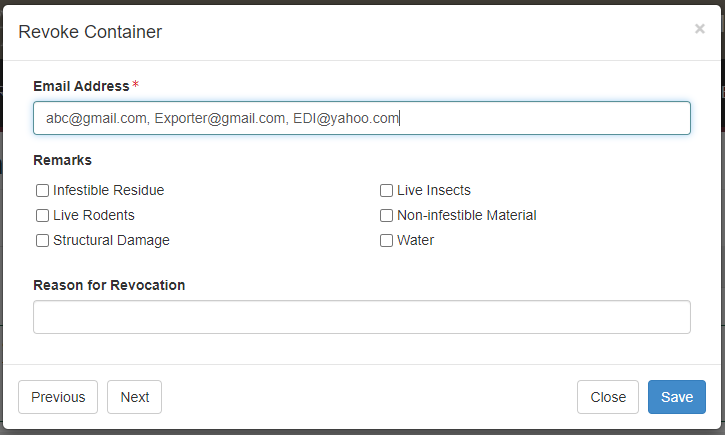 Revoke Container ×
Email Address*
abc@gmail.com, Exporter@gmail.com, EDI@yahoo.com
Remarks
Infestible Residue Live Insects
Live Rodents Non-infestible Material
Structural Damage Water
Reason for Revocation
Previous Next Close Save